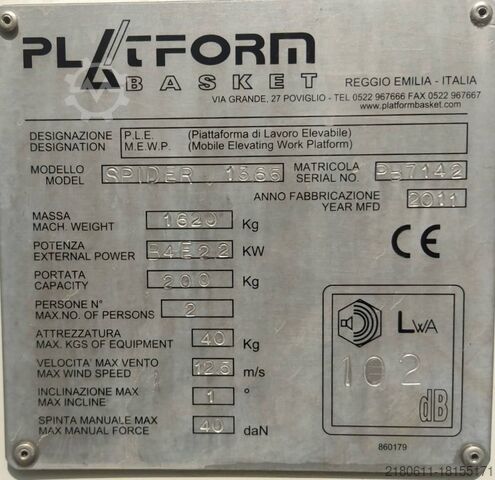 PLATFORM
BASKET
REGGIO EMILIA - ITALIA
VIA GRANDE, 27 POVIGLIO - TEL 0522 967666 FAX 0522 967667
www.platformbasket.com
DESIGNAZIONE P.L.E. (Piattaforma di Lavoro Elevabile)
DESIGNATION M.E.W.P. (Mobile Elevating Work Platform)
MODELLO MATRICOLA
MODEL SPIDER 1366 SERIAL NO. PB7142
ANNO FABBRICAZIONE
YEAR MFD 2011
MASSA
MACH. WEIGHT 1620 Kg
CE
POTENZA
EXTERNAL POWER B4E2.2 KW
PORTATA
CAPACITY 200 Kg
PERSONE N°
MAX.NO. OF PERSONS 2
ATTREZZATURA
MAX. KGS OF EQUIPMENT 40 Kg
VELOCITA' MAX VENTO
MAX WIND SPEED 12.5 m/s
INCLINAZIONE MAX
MAX INCLINE 1 °
SPINTA MANUALE MAX
MAX MANUAL FORCE 40 daN
LWA
102
dB
860179
2180611-18155171